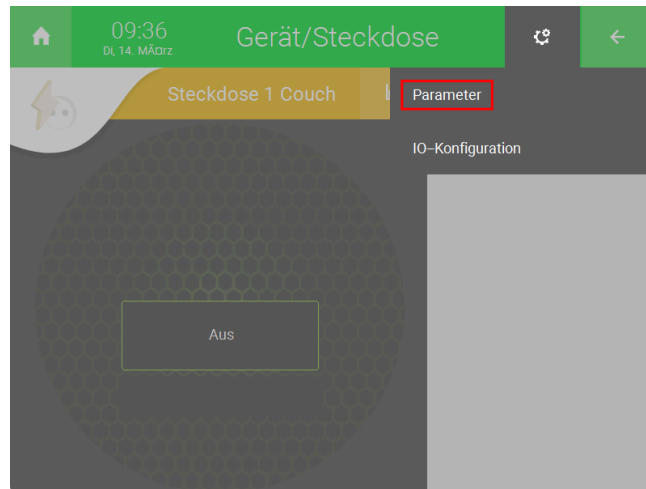 09:36
Di, 14. MÃ□rz
Gerät/Steckdose
Steckdose 1 Couch
Parameter
IO-Konfiguration
Aus